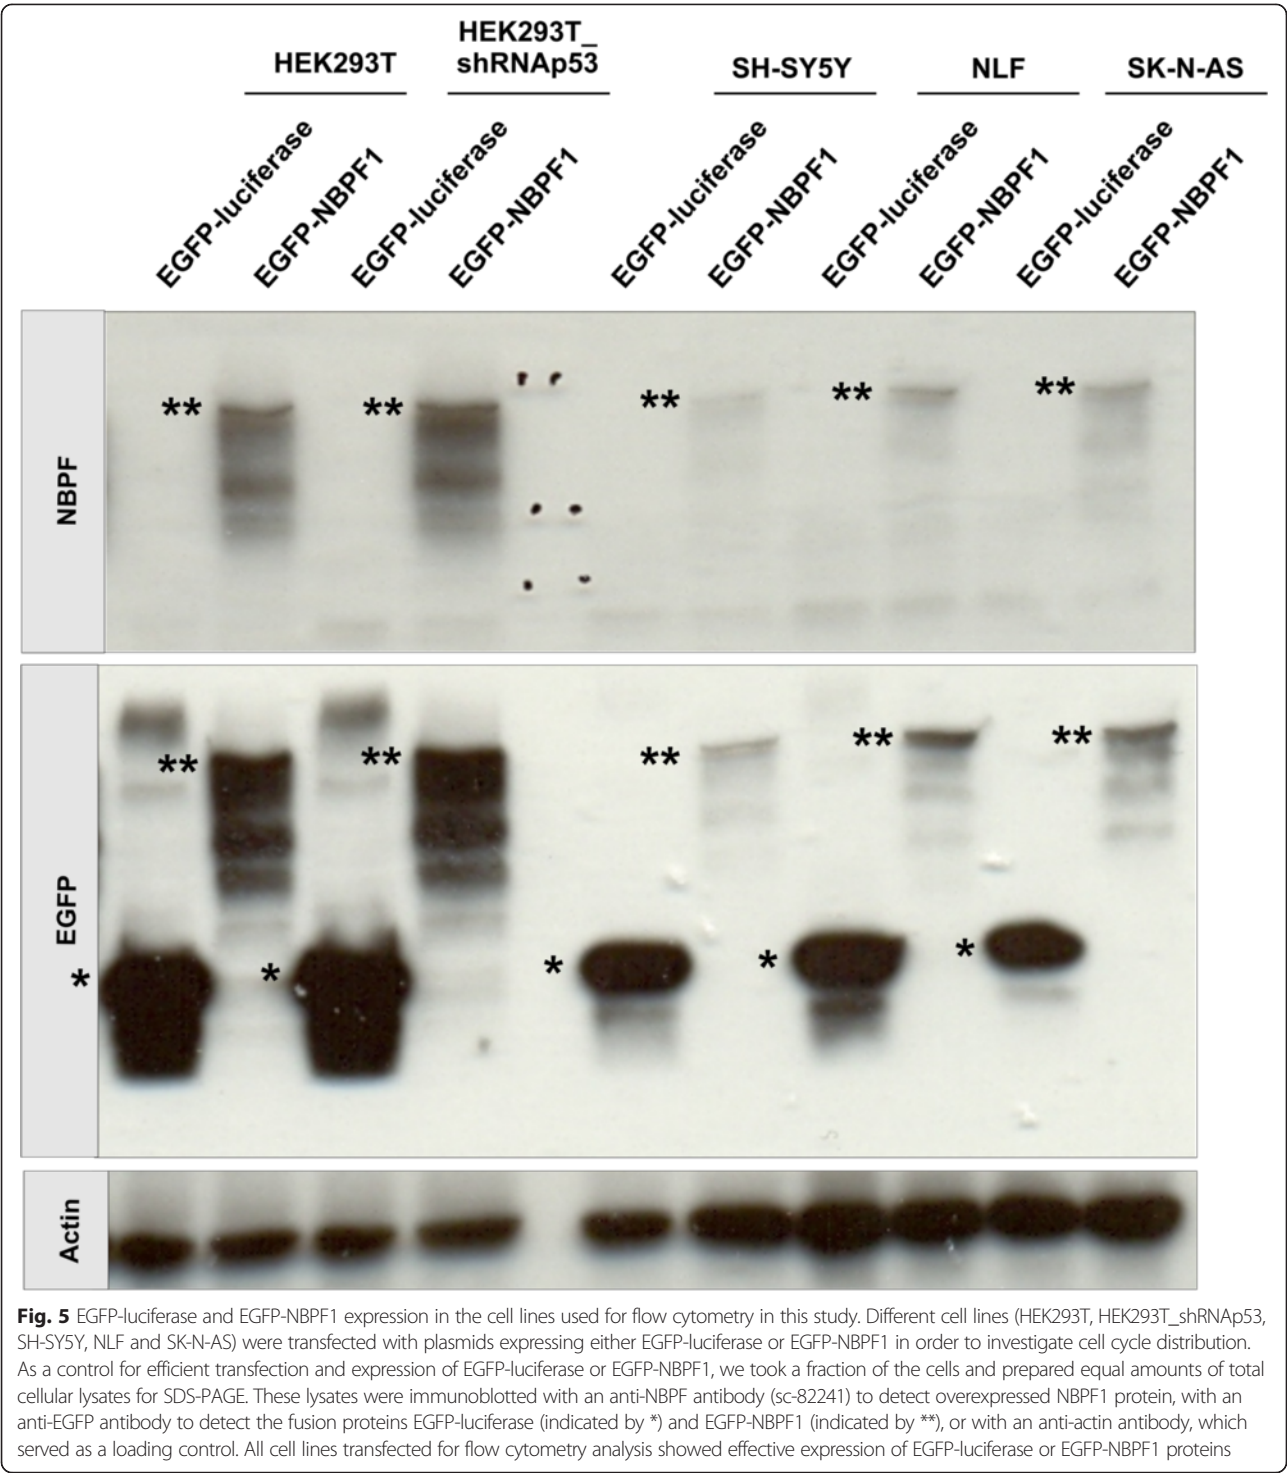 HEK293T
HEK293T_
shRNAp53
SH-SY5Y
NLF
SK-N-AS
EGFP-luciferase
EGFP-NBPF1
EGFP-luciferase
EGFP-NBPF1
EGFP-luciferase
EGFP-NBPF1
EGFP-luciferase
EGFP-NBPF1
EGFP-luciferase
EGFP-NBPF1
NBPF
** ** ** ** **
EGFP
** ** ** ** **
* * * * *
Actin
Fig. 5 EGFP-luciferase and EGFP-NBPF1 expression in the cell lines used for flow cytometry in this study. Different cell lines (HEK293T, HEK293T_shRNAp53,
SH-SY5Y, NLF and SK-N-AS) were transfected with plasmids expressing either EGFP-luciferase or EGFP-NBPF1 in order to investigate cell cycle distribution.
As a control for efficient transfection and expression of EGFP-luciferase or EGFP-NBPF1, we took a fraction of the cells and prepared equal amounts of total
cellular lysates for SDS-PAGE. These lysates were immunoblotted with an anti-NBPF antibody (sc-82241) to detect overexpressed NBPF1 protein, with an
anti-EGFP antibody to detect the fusion proteins EGFP-luciferase (indicated by *) and EGFP-NBPF1 (indicated by **), or with an anti-actin antibody, which
served as a loading control. All cell lines transfected for flow cytometry analysis showed effective expression of EGFP-luciferase or EGFP-NBPF1 proteins